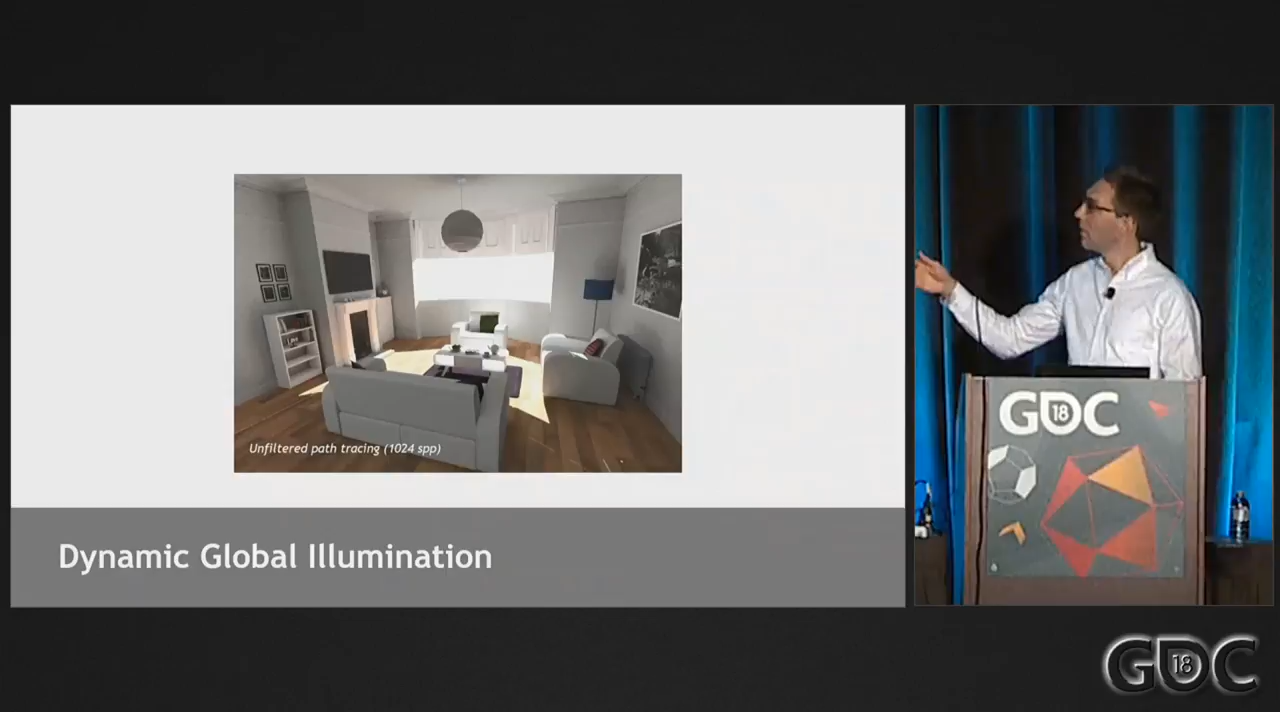 Unfiltered path tracing (1024 spp)
Dynamic Global Illumination
GDC
18
GDC
18